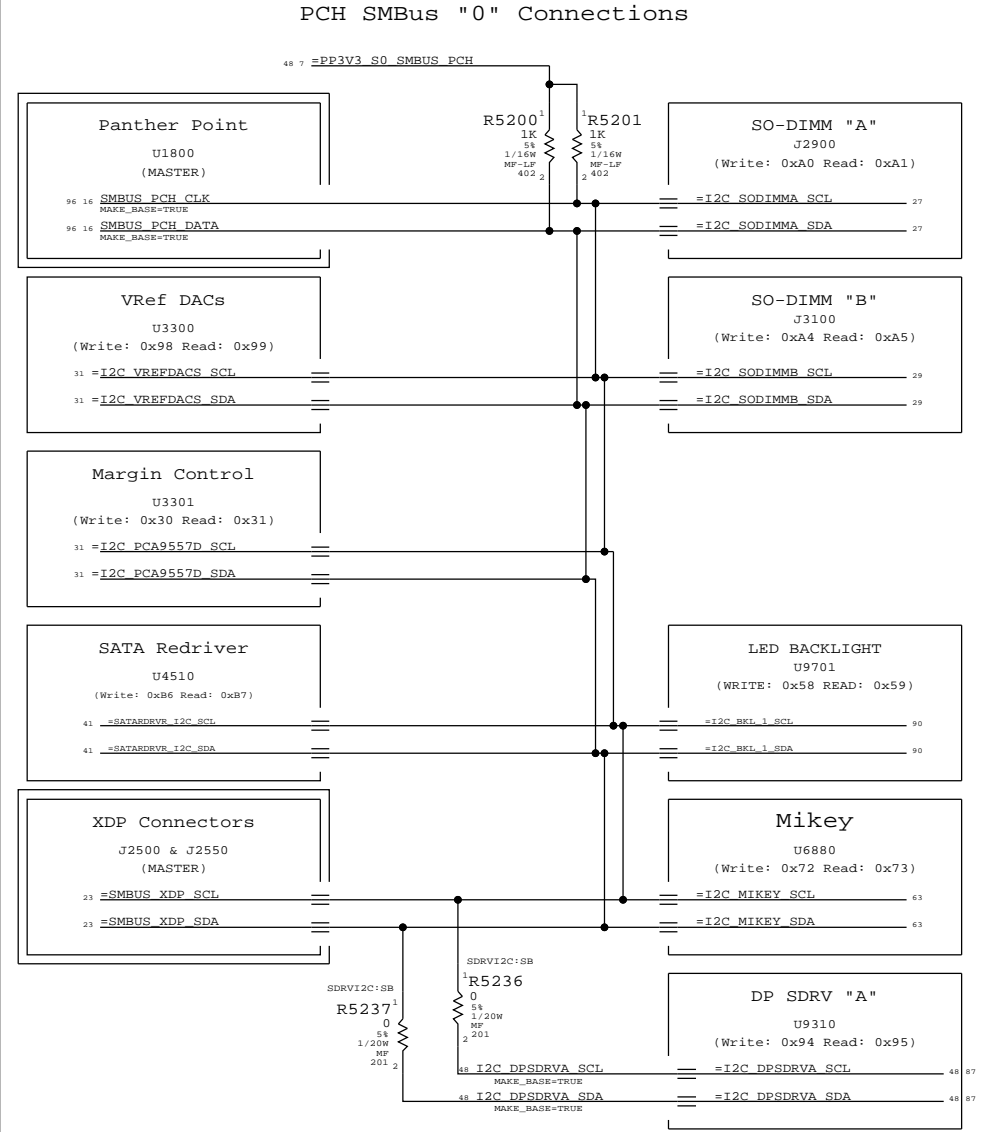 PCH SMBus "0" Connections
48 7 =PP3V3_S0_SMBUS_PCH
Panther Point
U1800
(MASTER)
96 16 SMBUS_PCH_CLK
MAKE_BASE=TRUE
96 16 SMBUS_PCH_DATA
MAKE_BASE=TRUE
R5200 1
1K
5%
1/16W
MF-LF
402 2
1 R5201
1K
5%
1/16W
MF-LF
2 402
SO-DIMM "A"
J2900
(Write: 0xA0 Read: 0xA1)
=I2C_SODIMMA_SCL 27
=I2C_SODIMMA_SDA 27
VRef DACs
U3300
(Write: 0x98 Read: 0x99)
31 =I2C_VREFDACS_SCL
31 =I2C_VREFDACS_SDA
SO-DIMM "B"
J3100
(Write: 0xA4 Read: 0xA5)
=I2C_SODIMMB_SCL 29
=I2C_SODIMMB_SDA 29
Margin Control
U3301
(Write: 0x30 Read: 0x31)
31 =I2C_PCA9557D_SCL
31 =I2C_PCA9557D_SDA
SATA Redriver
U4510
(Write: 0xB6 Read: 0xB7)
41 =SATARDRVR_I2C_SCL
41 =SATARDRVR_I2C_SDA
LED BACKLIGHT
U9701
(WRITE: 0x58 READ: 0x59)
=I2C_BKL_1_SCL 90
=I2C_BKL_1_SDA 90
XDP Connectors
J2500 & J2550
(MASTER)
23 =SMBUS_XDP_SCL
23 =SMBUS_XDP_SDA
Mikey
U6880
(Write: 0x72 Read: 0x73)
=I2C_MIKEY_SCL 63
=I2C_MIKEY_SDA 63
SDRVI2C:SB
R5237 1
0
5%
1/20W
MF
201 2
SDRVI2C:SB
1 R5236
0
5%
1/20W
MF
2 201
DP SDRV "A"
U9310
(Write: 0x94 Read: 0x95)
48 I2C_DPSDRVA_SCL
MAKE_BASE=TRUE
=I2C_DPSDRVA_SCL 48 87
48 I2C_DPSDRVA_SDA
MAKE_BASE=TRUE
=I2C_DPSDRVA_SDA 48 87